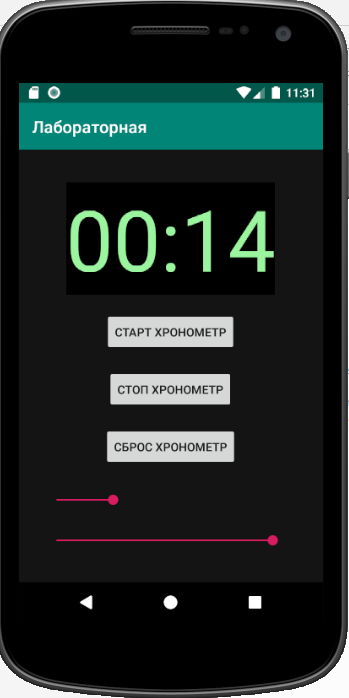 11:31
Лабораторная
00:14
СТАРТ ХРОНОМЕТР
СТОП ХРОНОМЕТР
СБРОС ХРОНОМЕТР